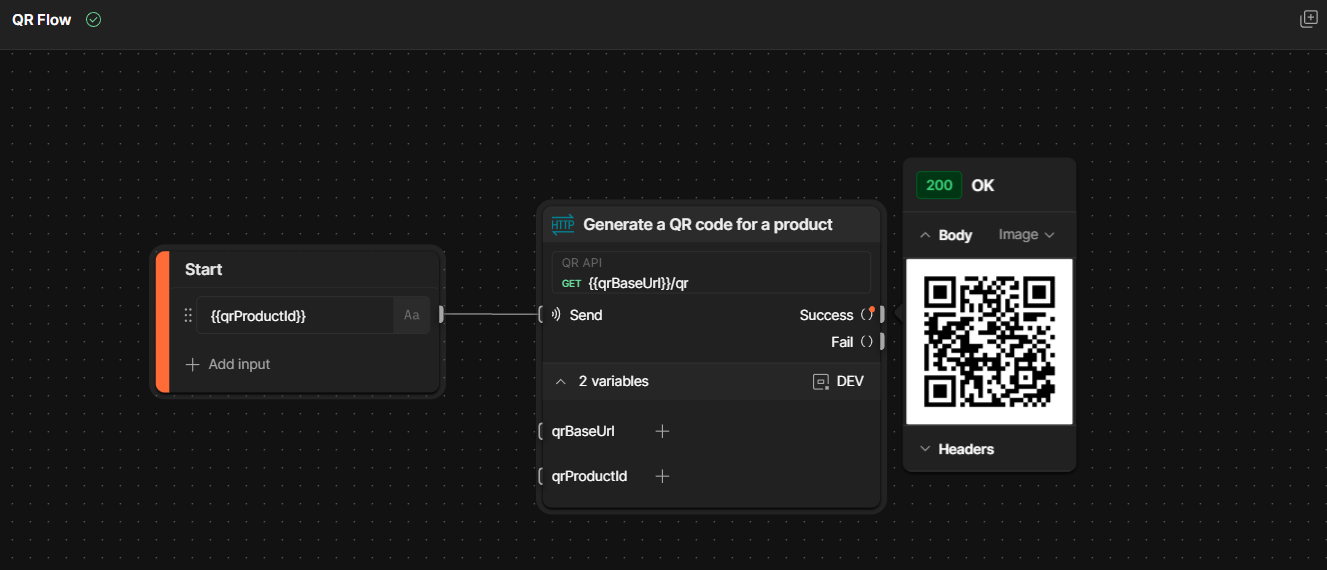 QR Flow
Start
{{qrProductId}} Aa
Add input
HTTP Generate a QR code for a product
QR API
GET {{qrBaseUrl}}/qr
Send
Success ()
Fail ()
2 variables
DEV
qrBaseUrl
qrProductId
200 OK
Body Image
Headers